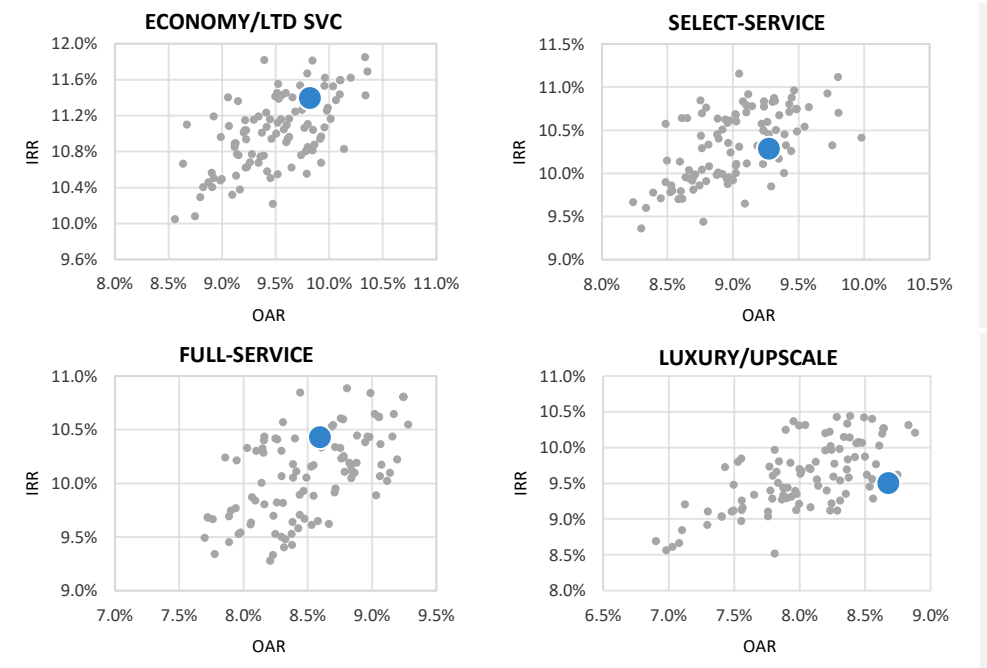 ECONOMY/LTD SVC
12.0%
11.6%
11.2%
10.8%
10.4%
10.0%
9.6%
IRR
8.0% 8.5% 9.0% 9.5% 10.0% 10.5% 11.0%
OAR
SELECT-SERVICE
11.5%
11.0%
10.5%
10.0%
9.5%
9.0%
IRR
8.0% 8.5% 9.0% 9.5% 10.0% 10.5%
OAR
FULL-SERVICE
11.0%
10.5%
10.0%
9.5%
9.0%
IRR
7.0% 7.5% 8.0% 8.5% 9.0% 9.5%
OAR
LUXURY/UPSCALE
11.0%
10.5%
10.0%
9.5%
9.0%
8.5%
8.0%
IRR
6.5% 7.0% 7.5% 8.0% 8.5% 9.0%
OAR